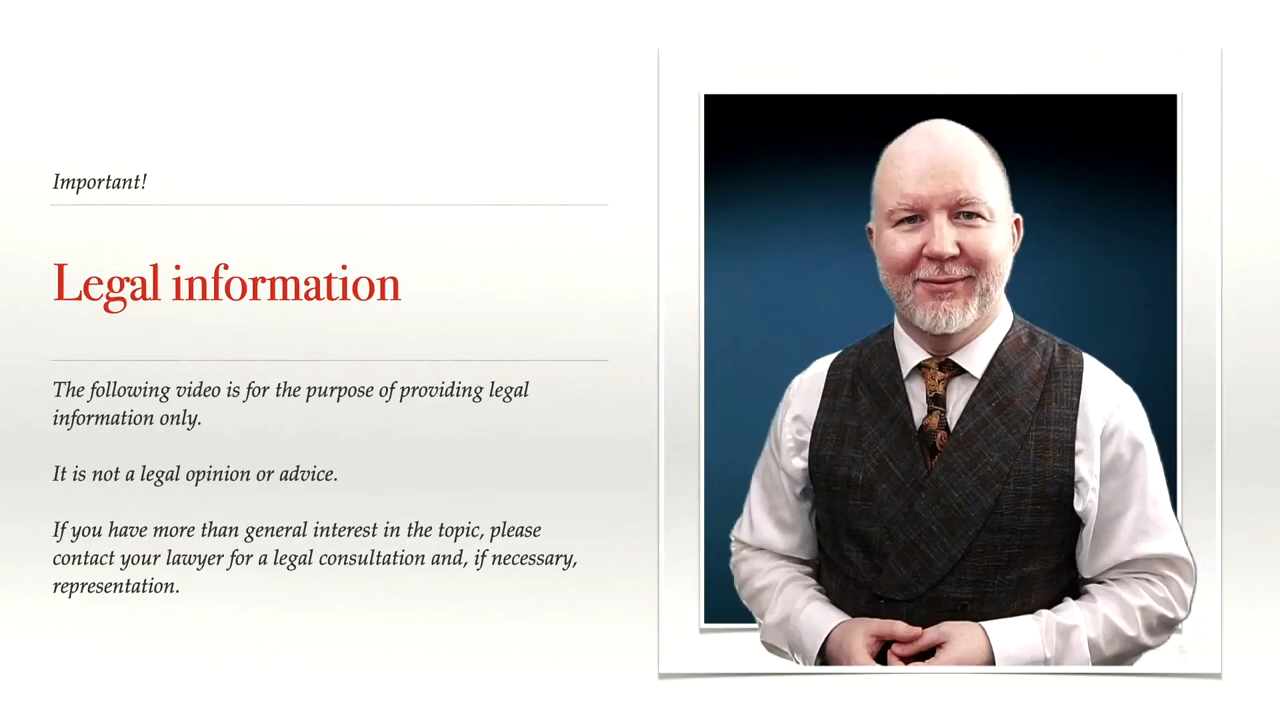 Important!
Legal information
The following video is for the purpose of providing legal
information only.
It is not a legal opinion or advice.
If you have more than general interest in the topic, please
contact your lawyer for a legal consultation and, if necessary,
representation.